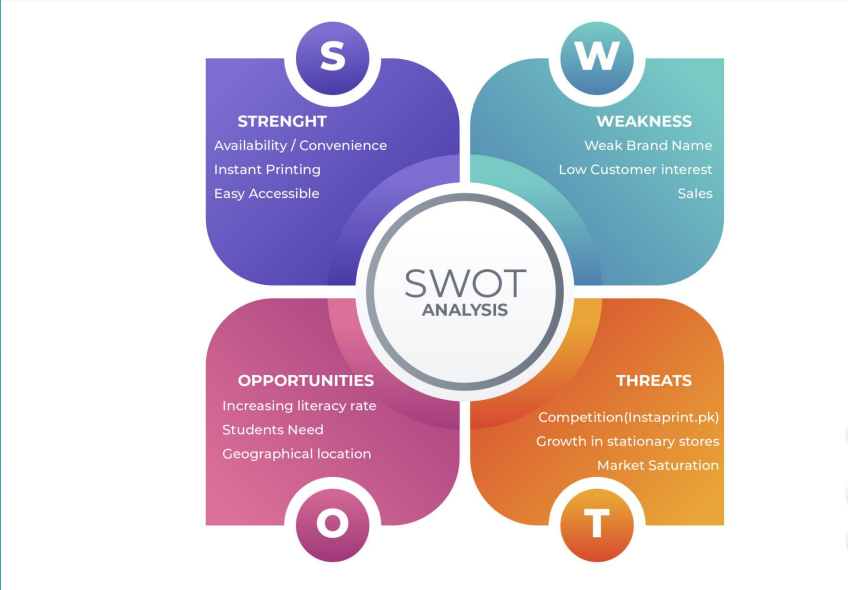 S
STRENGHT
Availability / Convenience
Instant Printing
Easy Accessible
W
WEAKNESS
Weak Brand Name
Low Customer interest
Sales
SWOT
ANALYSIS
OPPORTUNITIES
Increasing literacy rate
Students Need
Geographical location
O
THREATS
Competition(Instaprint.pk)
Growth in stationary stores
Market Saturation
T